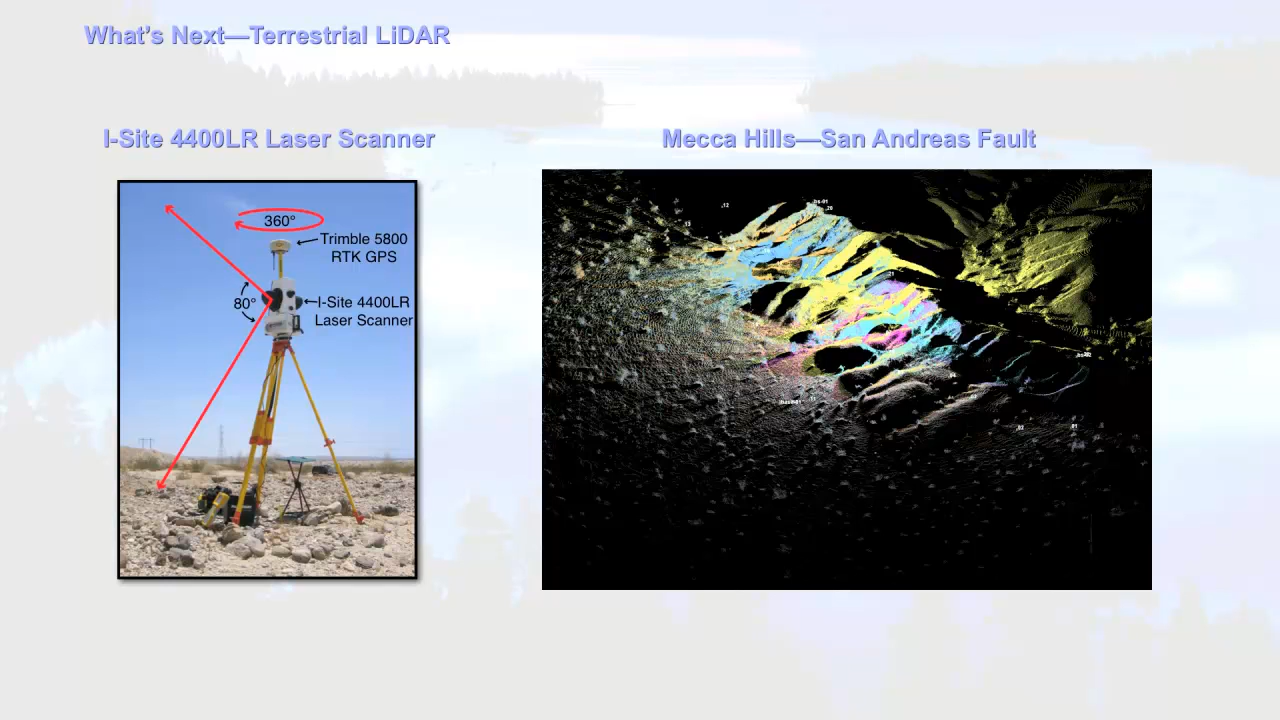 What's Next—Terrestrial LiDAR
I-Site 4400LR Laser Scanner
Mecca Hills—San Andreas Fault
360°
Trimble 5800
RTK GPS
80°
I-Site 4400LR
Laser Scanner